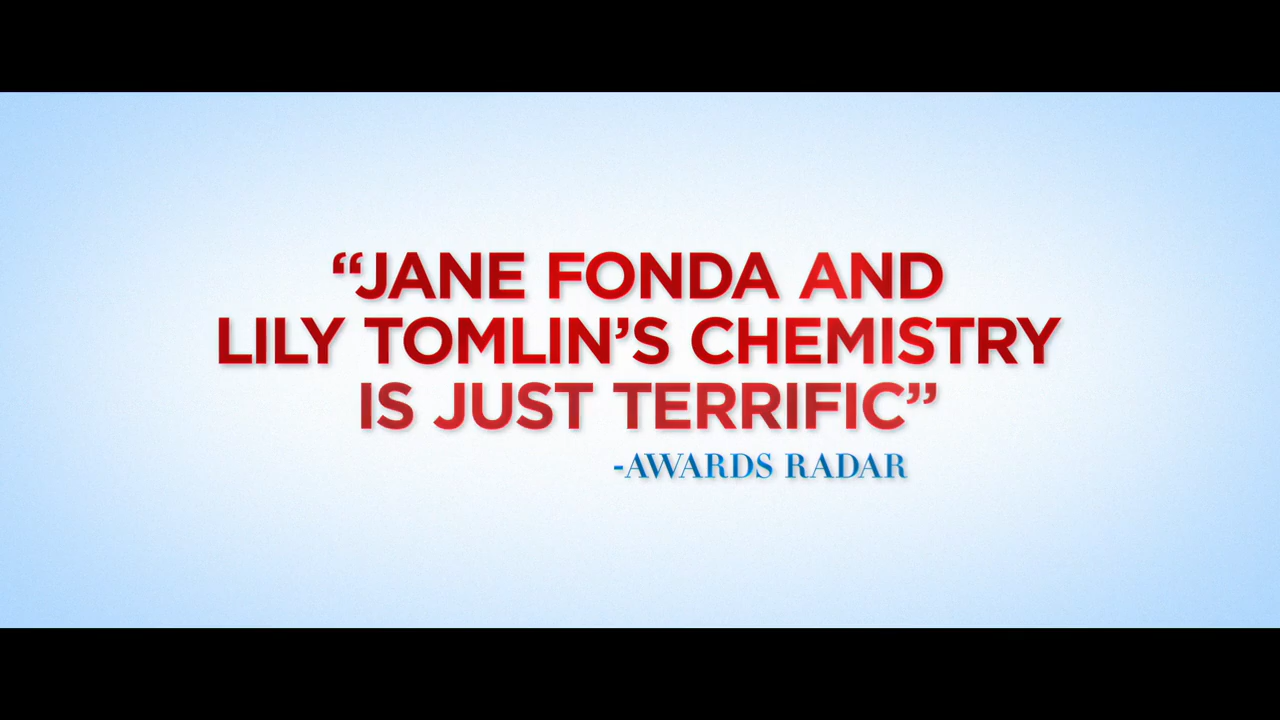 “JANE FONDA AND
LILY TOMLIN’S CHEMISTRY
IS JUST TERRIFIC”
-AWARDS RADAR